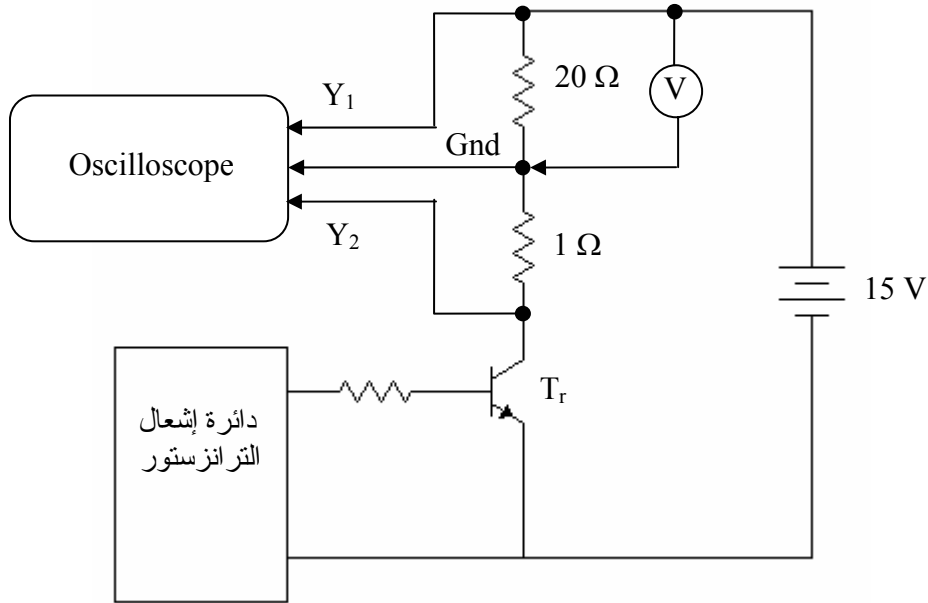 20 Ω
V
Y₁
Gnd
Oscilloscope
Y₂
1 Ω
15 V
Tᵣ
دائرة إشعال
الترانزستور